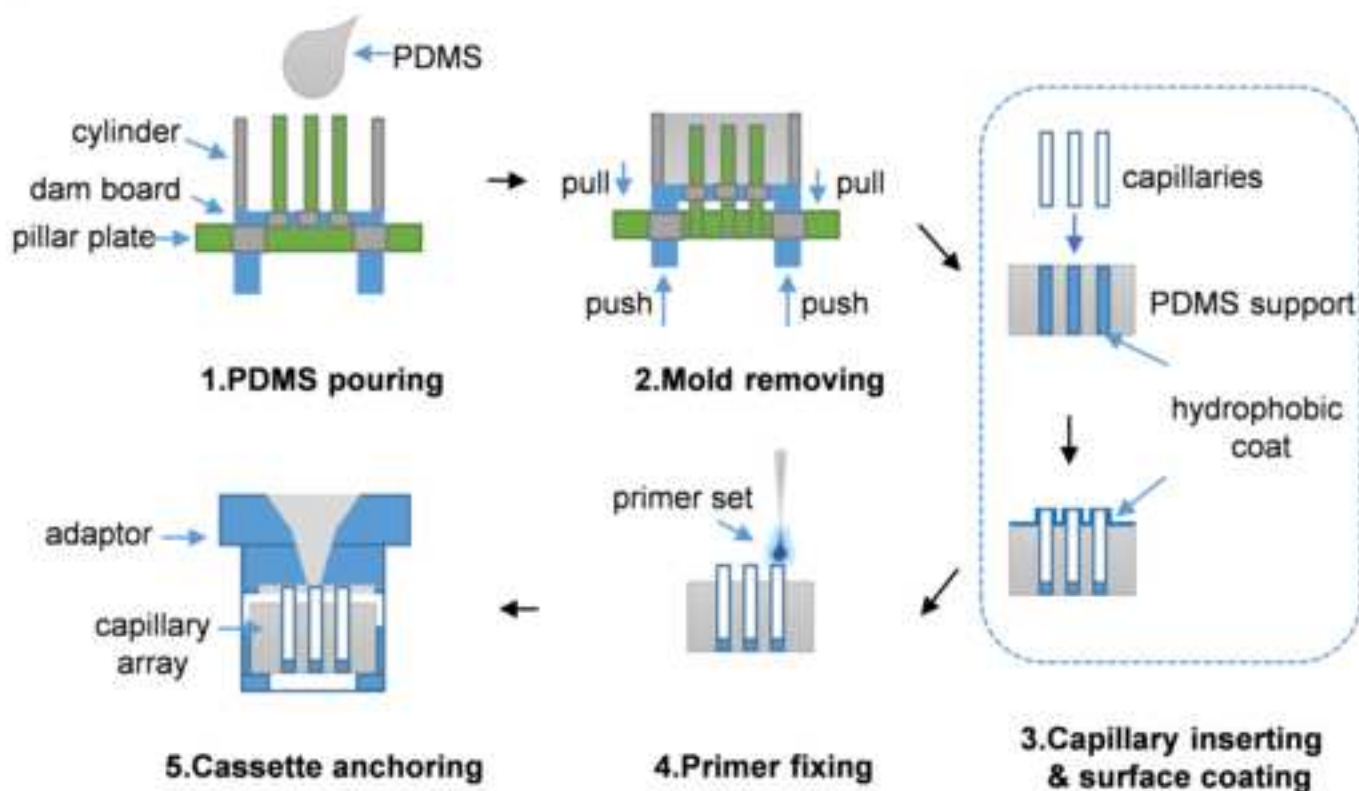 PDMS
cylinder
dam board
pillar plate
1.PDMS pouring
pull
pull
push
push
2.Mold removing
capillaries
PDMS support
hydrophobic
coat
3.Capillary inserting
& surface coating
primer set
4.Primer fixing
adaptor
capillary
array
5.Cassette anchoring